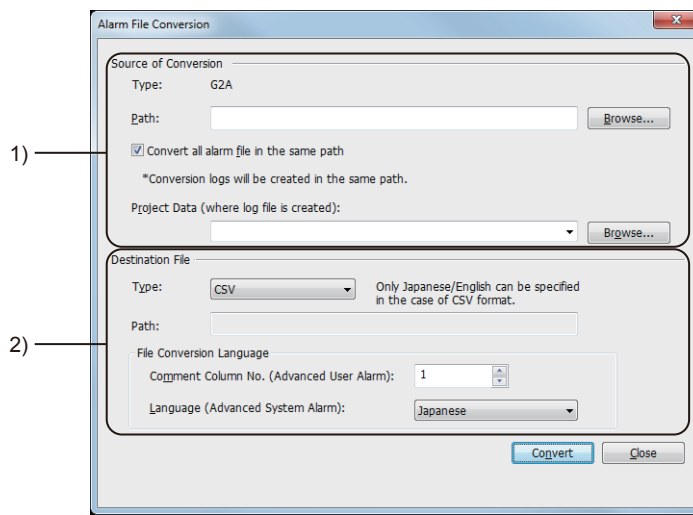 Alarm File Conversion
Source of Conversion
Type: G2A
Path: Browse...
1)
Convert all alarm file in the same path
*Conversion logs will be created in the same path.
Project Data (where log file is created):
Browse...
Destination File
Type: CSV Only Japanese/English can be specified
in the case of CSV format.
Path:
2)
File Conversion Language
Comment Column No. (Advanced User Alarm): 1
Language (Advanced System Alarm): Japanese
Convert Close